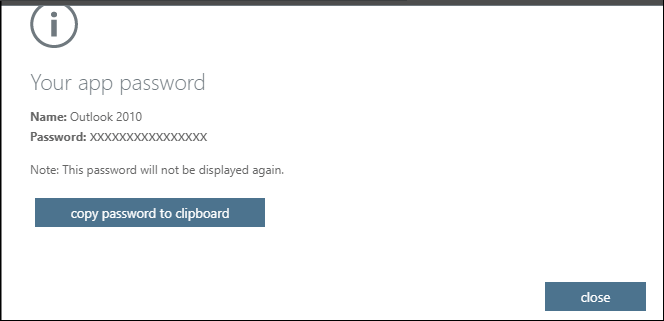 Your app password
Name: Outlook 2010
Password: XXXXXXXXXXXXXXXX
Note: This password will not be displayed again.
copy password to clipboard
close